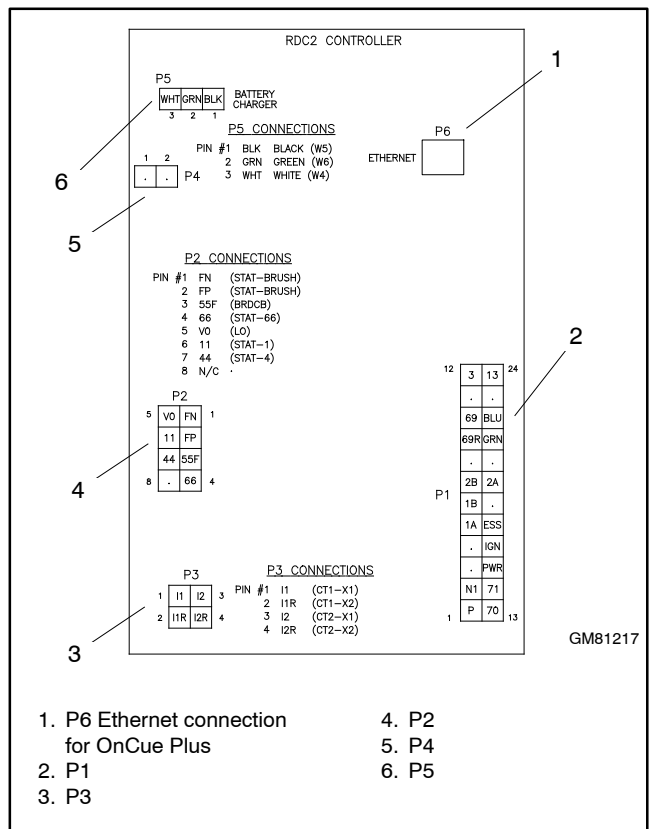 RDC2 CONTROLLER
1
P5
WHT GRN BLK BATTERY CHARGER
3 2 1
6
P5 CONNECTIONS
PIN #1 BLK BLACK (W5)
2 GRN GREEN (W6)
3 WHT WHITE (W4)
P6
ETHERNET
1 2
. . P4
5
P2 CONNECTIONS
PIN #1 FN (STAT-BRUSH)
2 FP (STAT-BRUSH)
3 55F (BRDCB)
4 66 (STAT-66)
5 V0 (LO)
6 11 (STAT-1)
7 44 (STAT-4)
8 N/C .
2
P2
5 V0 FN 1
11 FP
44 55F
8 . 66 4
4
12 3 13 24
. .
69 BLU
69R GRN
. .
2B 2A
P1
1B .
1A ESS
. IGN
. PWR
N1 71
1 P 70 13
P3
1 I1 I2 3
2 I1R I2R 4
3
P3 CONNECTIONS
PIN #1 I1 (CT1-X1)
2 I1R (CT1-X2)
3 I2 (CT2-X1)
4 I2R (CT2-X2)
GM81217
1. P6 Ethernet connection
for OnCue Plus
2. P1
3. P3
4. P2
5. P4
6. P5